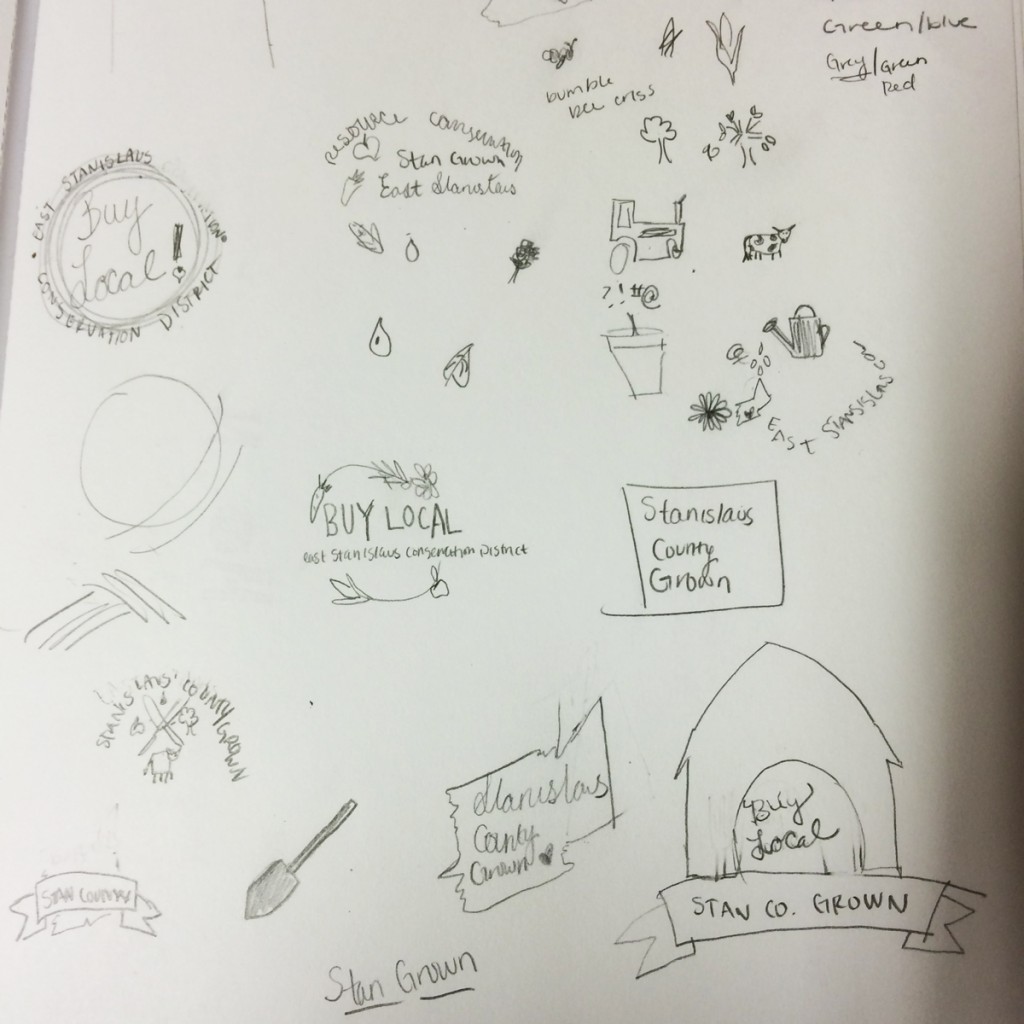 Green/blue
Grey/Green
Red
bumble
bee criss
resource conservation
Stan Grown
East Stanislaus
EAST STANISLAUS
Buy
Local!
CONSERVATION DISTRICT
?!#@
EAST STANSISLAUS
BUY LOCAL
east Stanislaus Conservation District
Stanislaus
County
Grown
STANISLAUS COUNTY GROWN
Stanislaus
County
Grown
Buy
Local
STAN COUNTY
STAN CO. GROWN
Stan Grown